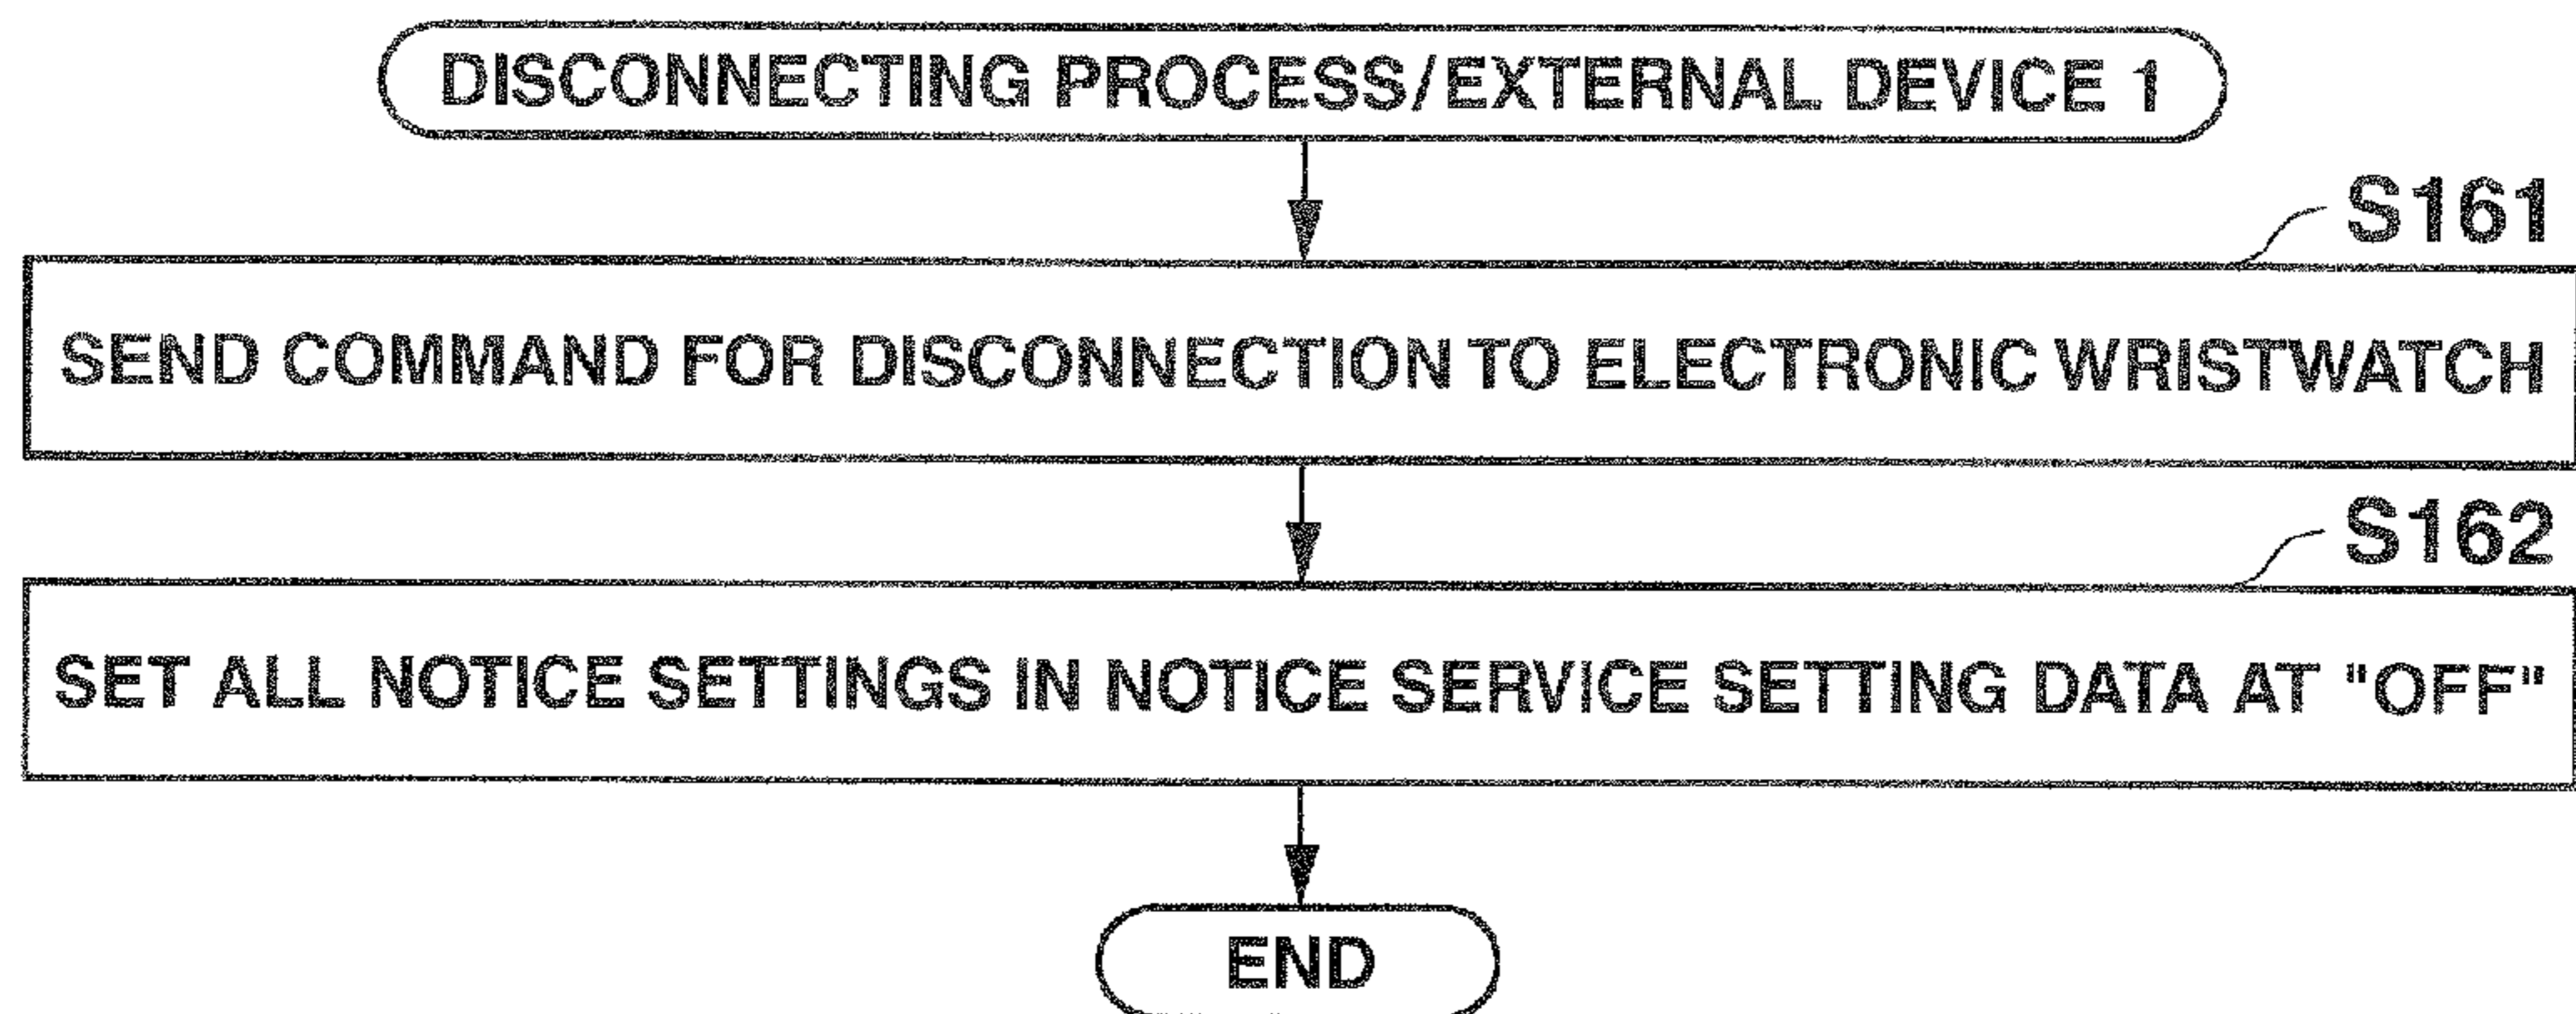 DISCONNECTING PROCESS/EXTERNAL DEVICE 1
S161
SEND COMMAND FOR DISCONNECTION TO ELECTRONIC WRISTWATCH
S162
SET ALL NOTICE SETTINGS IN NOTICE SERVICE SETTING DATA AT "OFF"
END